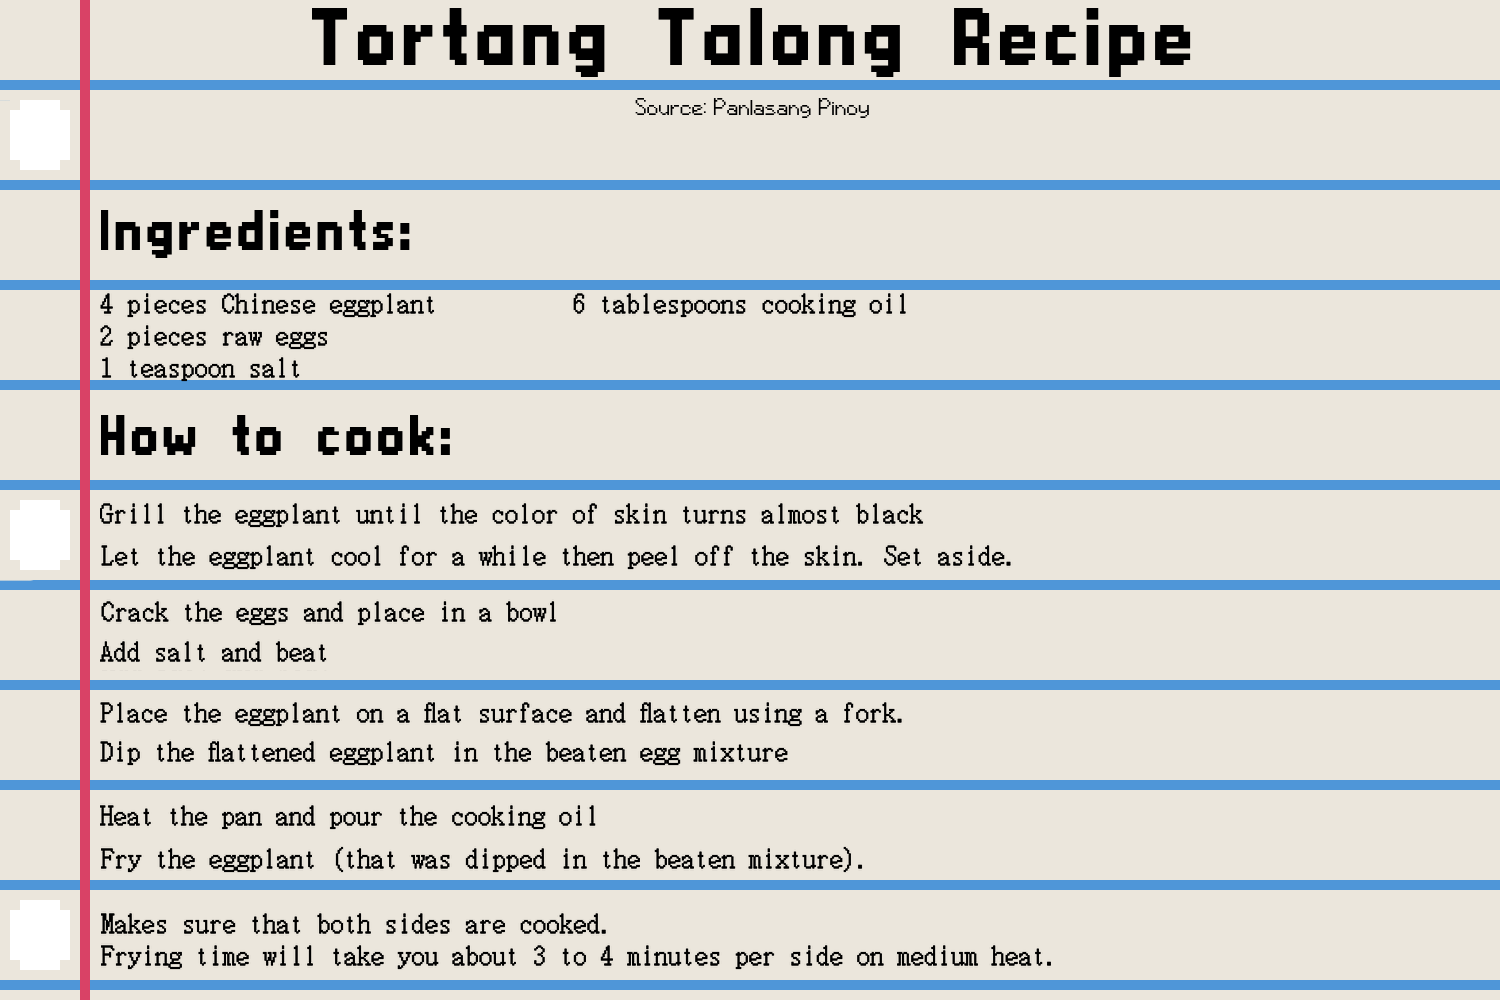 Tortang Talong Recipe
Source: Panlasang Pinoy
Ingredients:
4 pieces Chinese eggplant
2 pieces raw eggs
1 teaspoon salt
6 tablespoons cooking oil
How to cook:
Grill the eggplant until the color of skin turns almost black
Let the eggplant cool for a while then peel off the skin. Set aside.
Crack the eggs and place in a bowl
Add salt and beat
Place the eggplant on a flat surface and flatten using a fork.
Dip the flattened eggplant in the beaten egg mixture
Heat the pan and pour the cooking oil
Fry the eggplant (that was dipped in the beaten mixture).
Makes sure that both sides are cooked.
Frying time will take you about 3 to 4 minutes per side on medium heat.